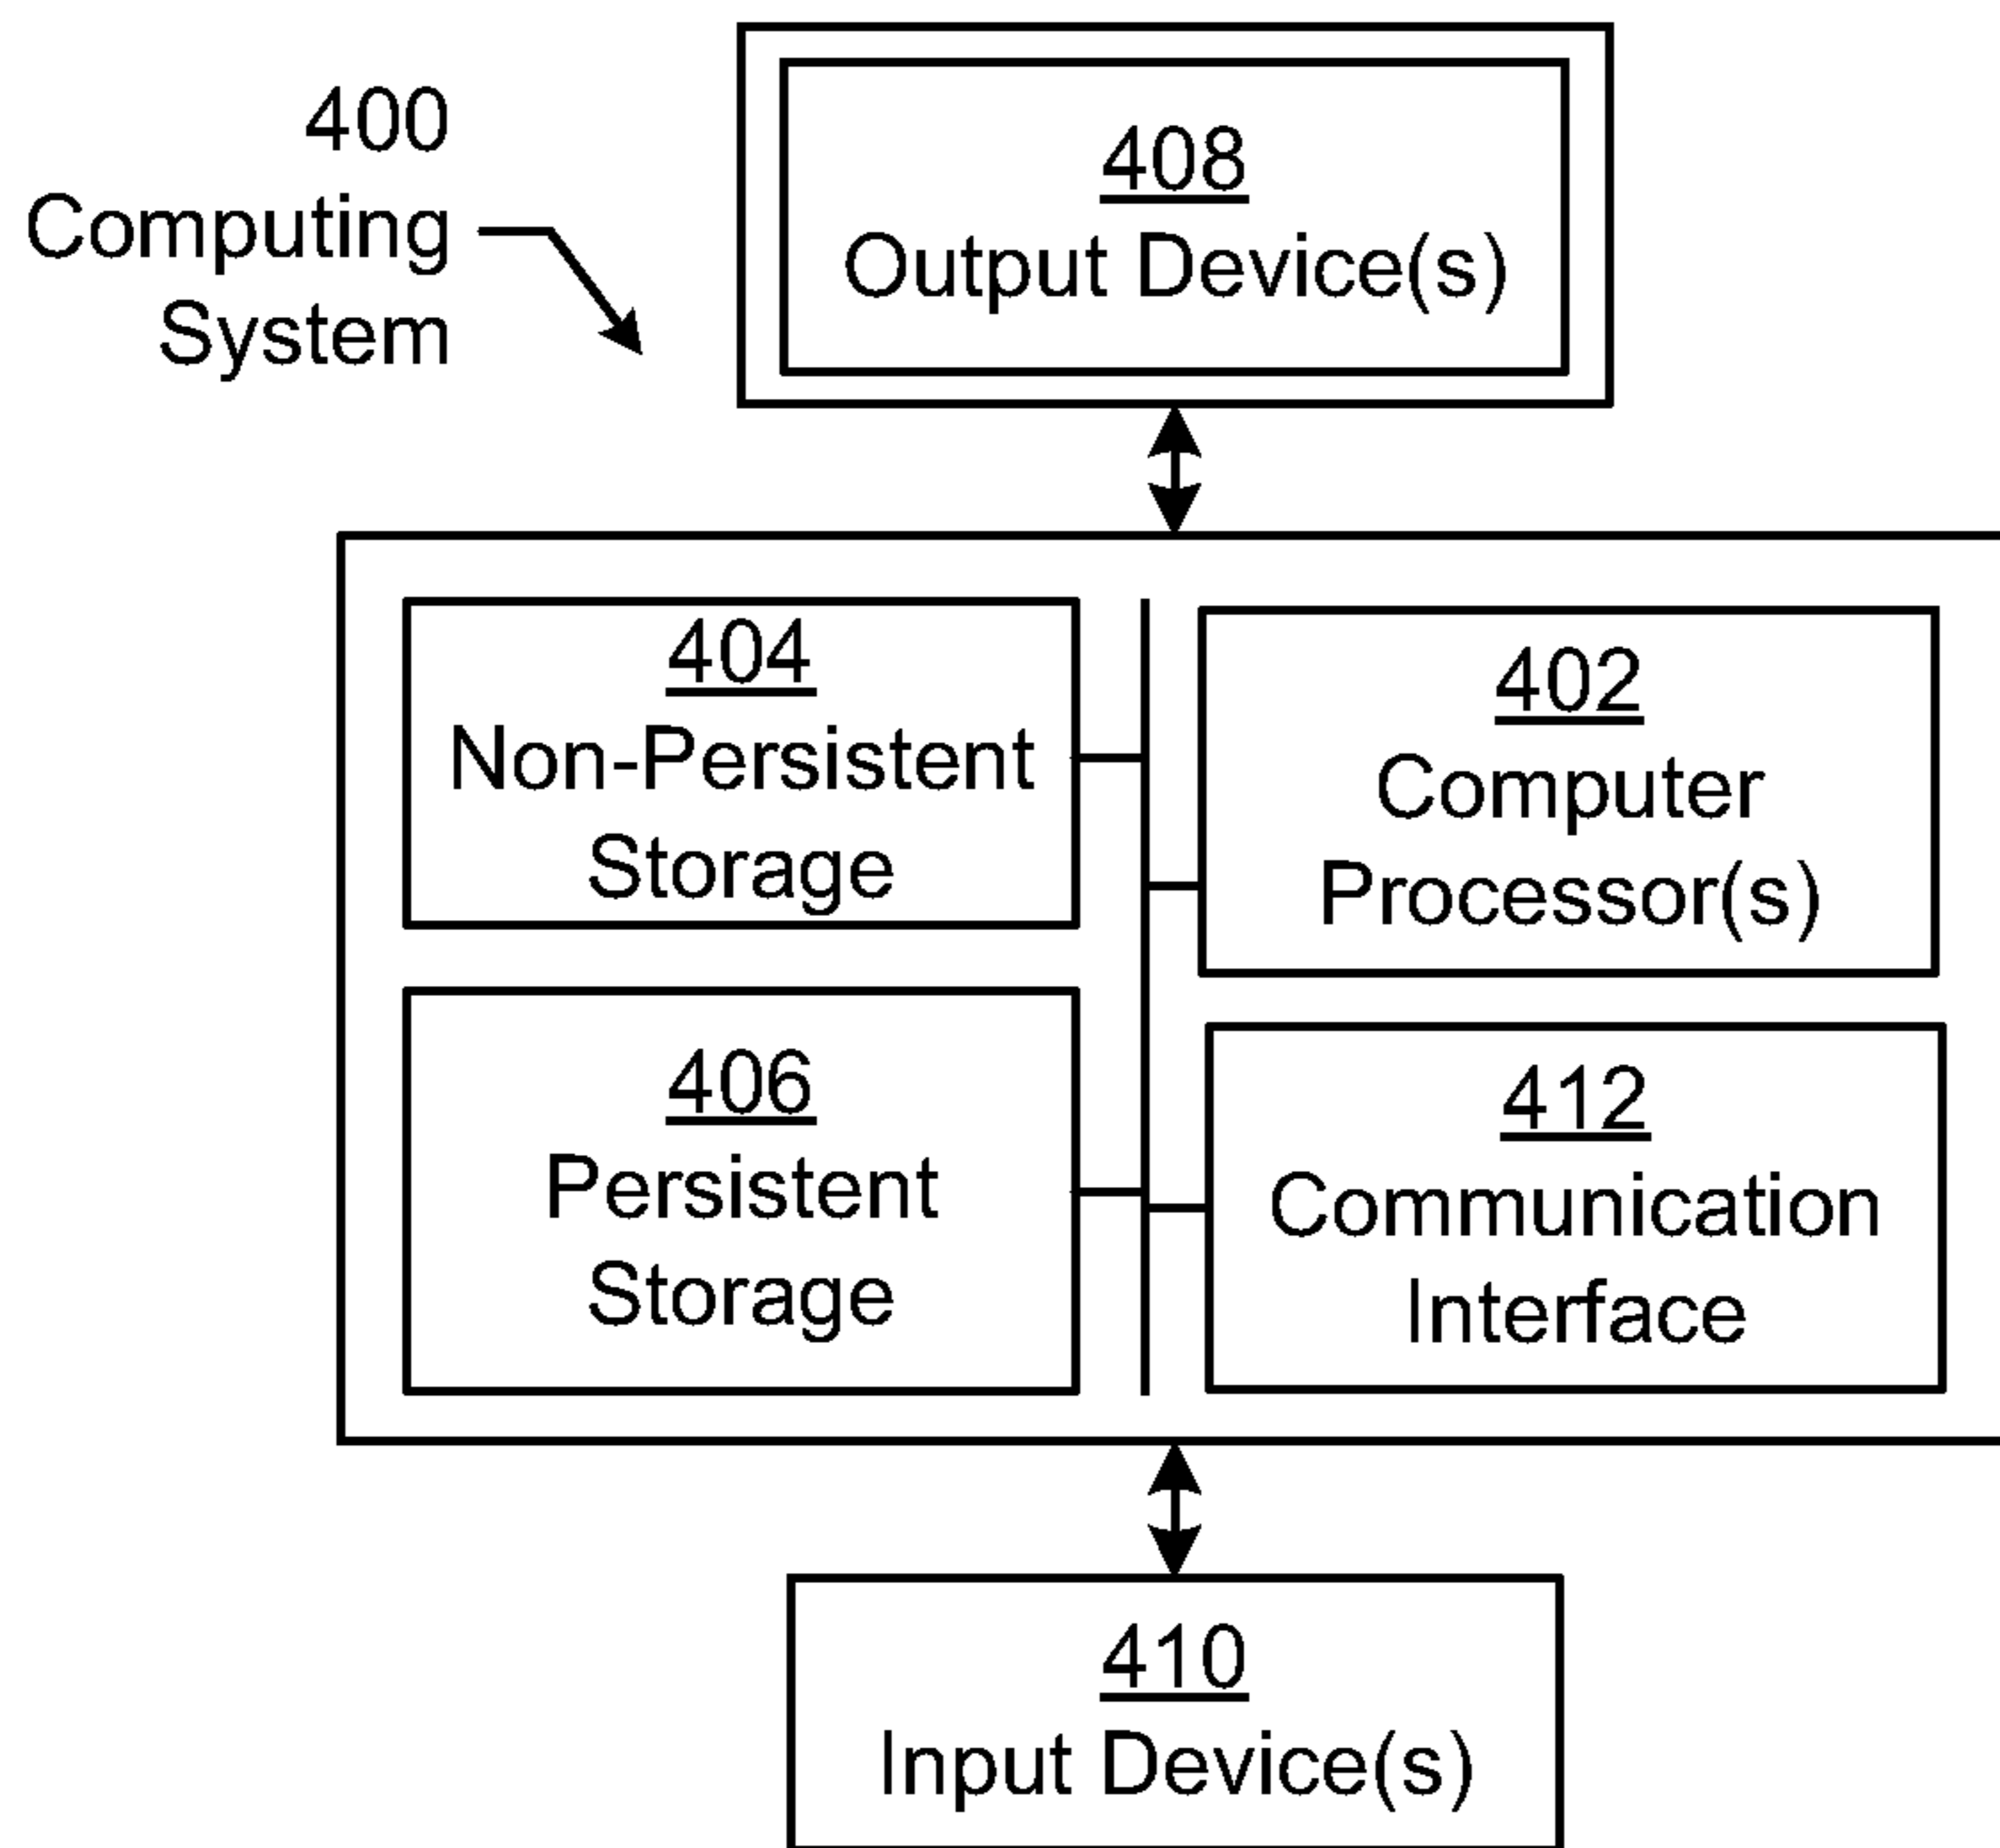 400
Computing
System
408
Output Device(s)
404
Non-Persistent
Storage
402
Computer
Processor(s)
406
Persistent
Storage
412
Communication
Interface
410
Input Device(s)